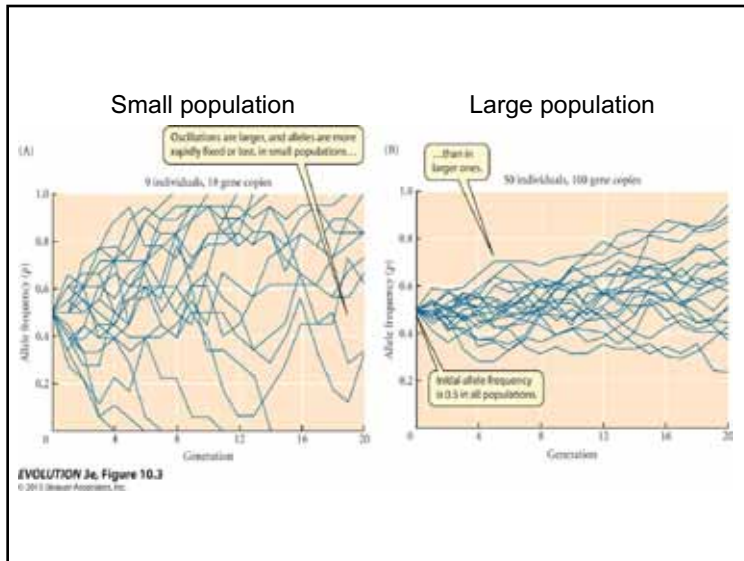 Small population
Large population
(A)
Oscillations are larger, and alleles are more
rapidly fixed or lost, in small populations…
9 individuals, 18 gene copies
1.0
0.8
0.6
0.4
0.2
0
4
8
12
16
20
Allele frequency (p)
Generation
(B)
…than in
larger ones.
50 individuals, 100 gene copies
1.0
0.8
0.6
0.4
0.2
0
4
8
12
16
20
Allele frequency (p)
Initial allele frequency
is 0.5 in all populations
Generation
EVOLUTION 3e, Figure 10.3
© 2013 Sinauer Associates, Inc.